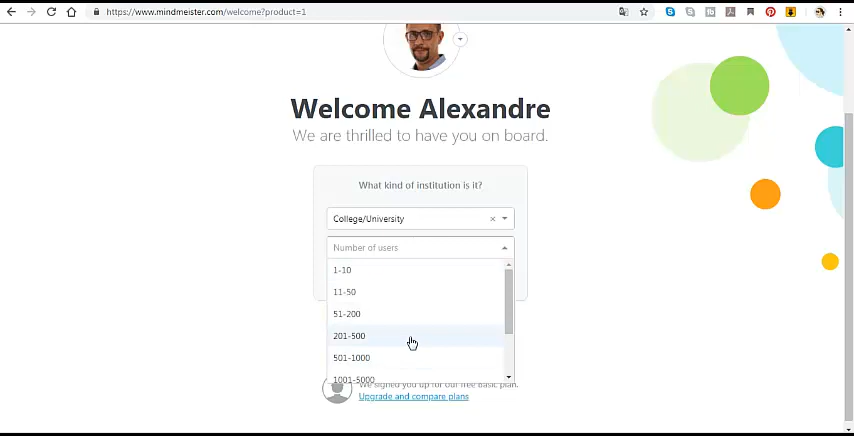 https://www.mindmeister.com/welcome?product=1
Welcome Alexandre
We are thrilled to have you on board.
What kind of institution is it?
College/University
Number of users
1-10
11-50
51-200
201-500
501-1000
1001-5000
We signed you up for our free Basic plan.
Upgrade and compare plans